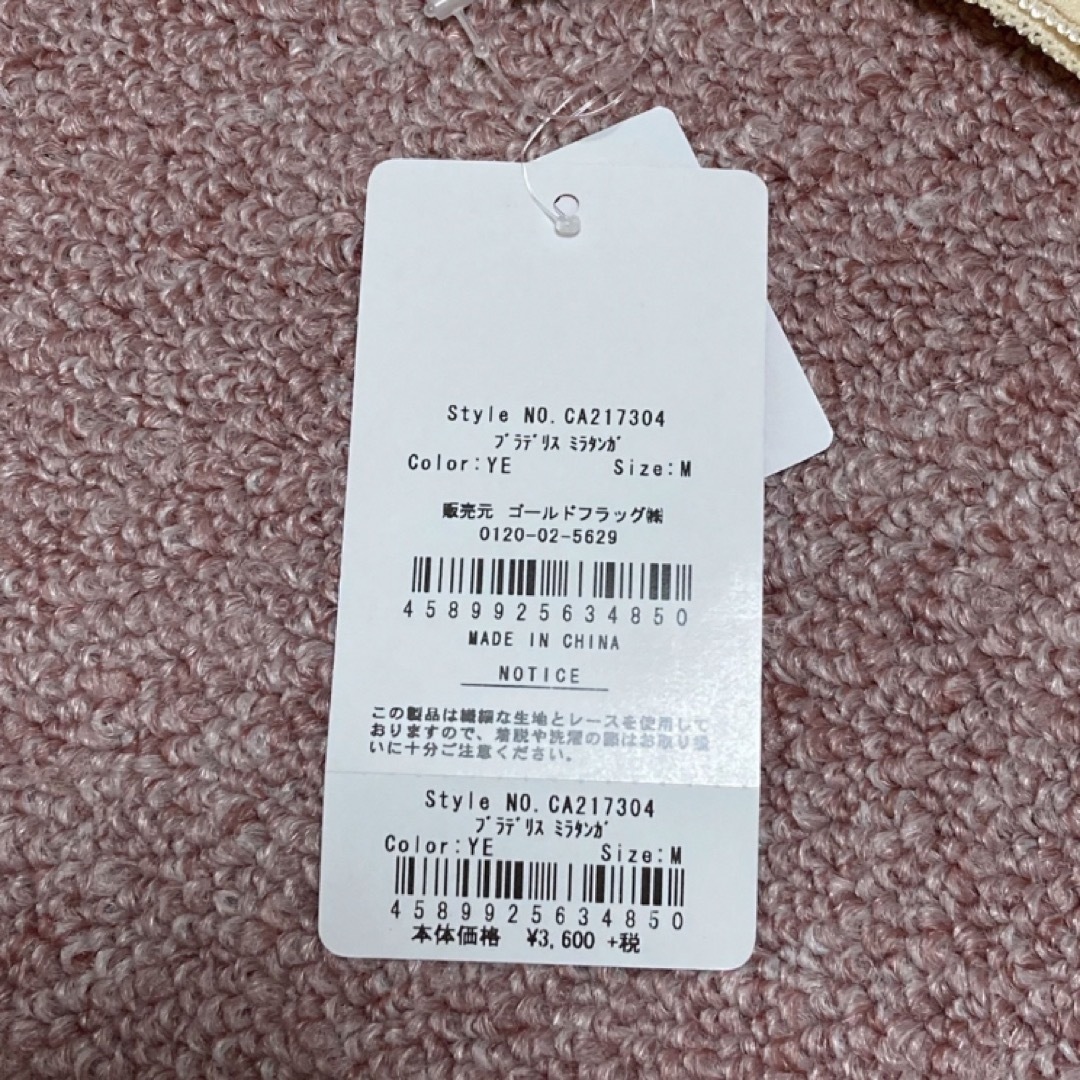 Style NO. CA217304
ﾌﾞﾗﾃﾞﾘｽ ﾐﾗﾀﾝｶﾞ
Color:YE Size:M
販売元 ゴールドフラッグ㈱
0120-02-5629
4589925634850
MADE IN CHINA
NOTICE
この製品は繊細な生地とレースを使用して
おりますので、着脱や洗濯の際はお取り扱
いに十分ご注意ください。
Style NO. CA217304
ﾌﾞﾗﾃﾞﾘｽ ﾐﾗﾀﾝｶﾞ
Color:YE Size:M
4589925634850
本体価格 ¥3,600 +税